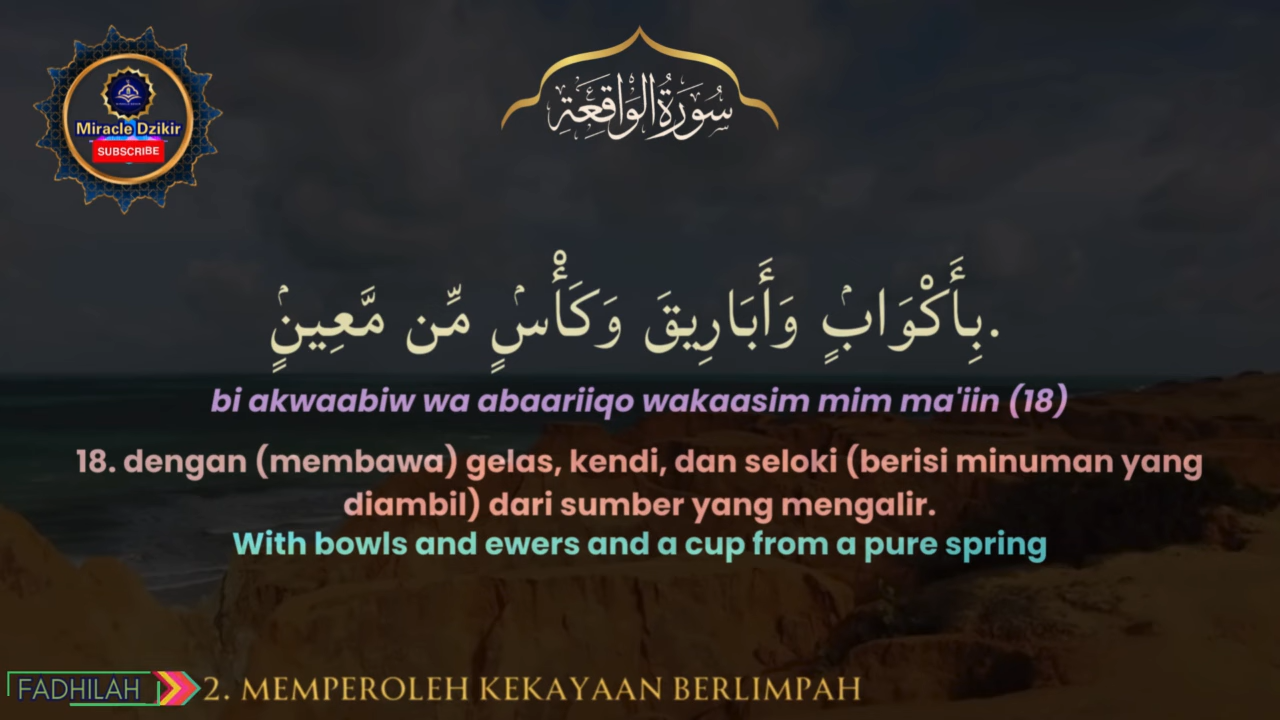 Miracle Dzikir
SUBSCRIBE
سُورَةُ الْوَاقِعَةِ
.بِأَكْوَابٍۢ وَأَبَارِيقَ وَكَأْسٍۢ مِّن مَّعِينٍۢ
bi akwaabiw wa abaariiqo wakaasim mim ma'iin (18)
18. dengan (membawa) gelas, kendi, dan seloki (berisi minuman yang
diambil) dari sumber yang mengalir.
With bowls and ewers and a cup from a pure spring
FADHILAH 2. MEMPEROLEH KEKAYAAN BERLIMPAH